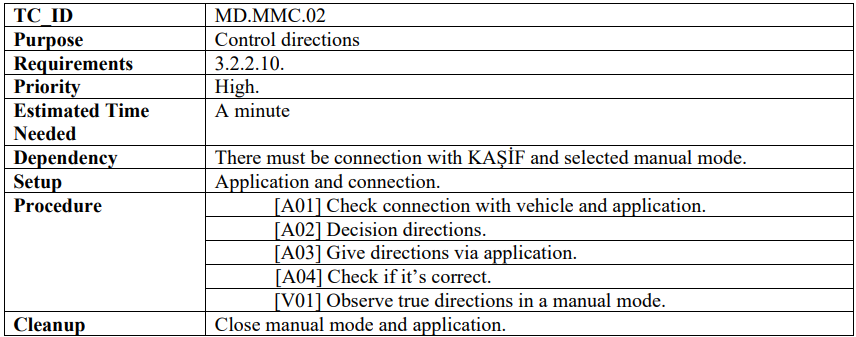 TC_ID MD.MMC.02
Purpose Control directions
Requirements 3.2.2.10.
Priority High.
Estimated Time Needed A minute
Dependency There must be connection with KAŞİF and selected manual mode.
Setup Application and connection.
Procedure [A01] Check connection with vehicle and application.
[A02] Decision directions.
[A03] Give directions via application.
[A04] Check if it's correct.
[V01] Observe true directions in a manual mode.
Cleanup Close manual mode and application.